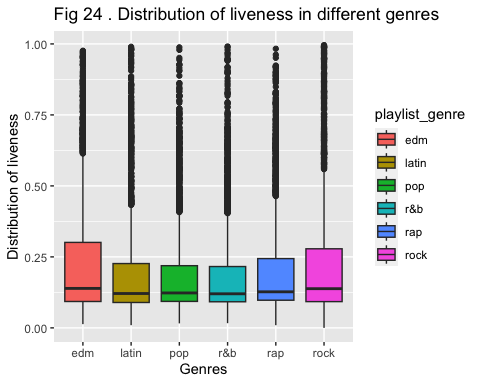 Fig 24 . Distribution of liveness in different genres
Distribution of liveness
1.00
0.75
0.50
0.25
0.00
edm latin pop r&b rap rock
Genres
playlist_genre
edm
latin
pop
r&b
rap
rock